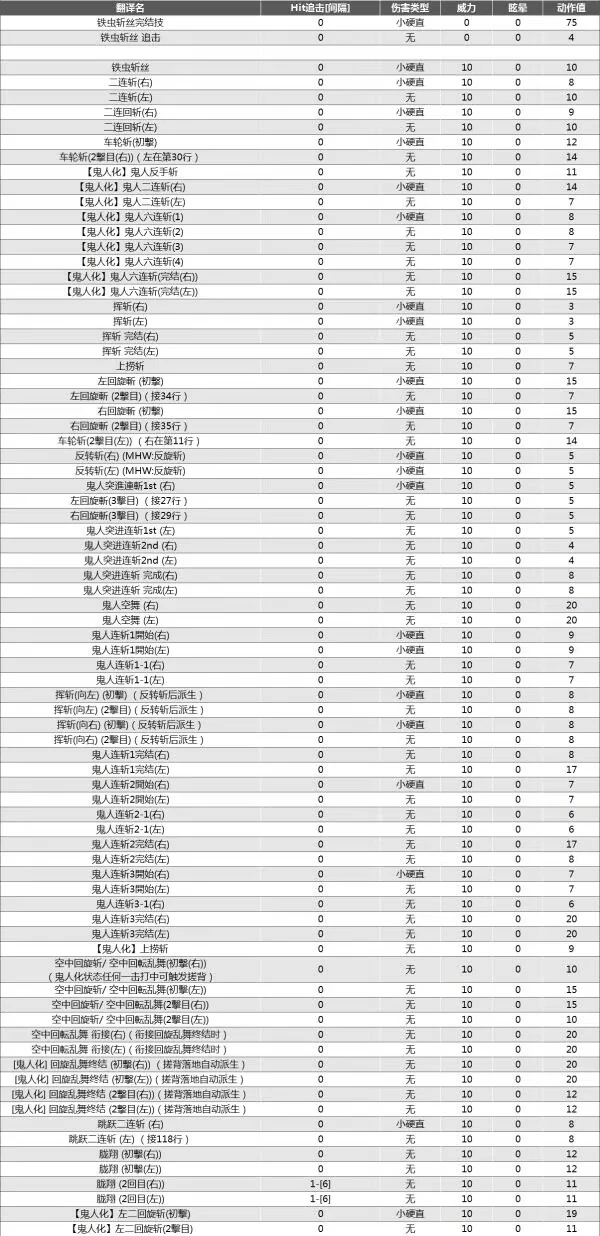 翻译名 Hit追击[间隔] 伤害类型 威力 眩晕 动作值
铁虫斩丝完结技 0 小硬直 0 0 75
铁虫斩丝 追击 0 无 0 0 4
铁虫斩丝 0 小硬直 10 0 10
二连斩(右) 0 小硬直 10 0 8
二连斩(左) 0 无 10 0 10
二连回斩(右) 0 小硬直 10 0 9
二连回斩(左) 0 无 10 0 10
车轮斩(初擊) 0 小硬直 10 0 12
车轮斩(2擊目(右)) ( 左在第30行 ) 0 无 10 0 14
【鬼人化】鬼人反手斩 0 无 10 0 11
【鬼人化】鬼人二连斩(右) 0 小硬直 10 0 14
【鬼人化】鬼人二连斩(左) 0 无 10 0 7
【鬼人化】鬼人六连斩(1) 0 小硬直 10 0 8
【鬼人化】鬼人六连斩(2) 0 无 10 0 8
【鬼人化】鬼人六连斩(3) 0 无 10 0 7
【鬼人化】鬼人六连斩(4) 0 无 10 0 7
【鬼人化】鬼人六连斩(完结(右)) 0 无 10 0 15
【鬼人化】鬼人六连斩(完结(左)) 0 无 10 0 15
挥斩(右) 0 小硬直 10 0 3
挥斩(左) 0 小硬直 10 0 3
挥斩 完结(右) 0 无 10 0 5
挥斩 完结(左) 0 无 10 0 5
上捞斩 0 无 10 0 7
左回旋斬 (初擊) 0 小硬直 10 0 15
左回旋斬 (2擊目) ( 接34行 ) 0 无 10 0 7
右回旋斬 (初擊) 0 小硬直 10 0 15
右回旋斬 (2擊目) ( 接35行 ) 0 无 10 0 7
车轮斩(2擊目(左)) ( 右在第11行 ) 0 无 10 0 14
反转斩(右) (MHW:反旋斩) 0 小硬直 10 0 5
反转斩(左) (MHW:反旋斩) 0 小硬直 10 0 5
鬼人突進連斬1st (右) 0 小硬直 10 0 5
左回旋斬(3擊目) ( 接27行 ) 0 无 10 0 5
右回旋斬(3擊目) ( 接29行 ) 0 无 10 0 5
鬼人突进连斩1st (左) 0 无 10 0 5
鬼人突进连斩2nd (右) 0 无 10 0 4
鬼人突进连斩2nd (左) 0 无 10 0 4
鬼人突进连斩 完成(右) 0 无 10 0 8
鬼人突进连斩 完成(左) 0 无 10 0 8
鬼人空舞 (右) 0 无 10 0 20
鬼人空舞 (左) 0 无 10 0 20
鬼人连斩1開始(右) 0 小硬直 10 0 9
鬼人连斩1開始(左) 0 小硬直 10 0 9
鬼人连斩1-1(右) 0 无 10 0 7
鬼人连斩1-1(左) 0 无 10 0 7
挥斩(向左) (初擊) ( 反转斩后派生 ) 0 小硬直 10 0 8
挥斩(向左) (2擊目) ( 反转斩后派生 ) 0 无 10 0 8
挥斩(向右) (初擊) ( 反转斩后派生 ) 0 小硬直 10 0 8
挥斩(向右) (2擊目) ( 反转斩后派生 ) 0 无 10 0 8
鬼人连斩1完结(右) 0 无 10 0 8
鬼人连斩1完结(左) 0 无 10 0 17
鬼人连斩2開始(右) 0 小硬直 10 0 7
鬼人连斩2開始(左) 0 无 10 0 7
鬼人连斩2-1(右) 0 无 10 0 6
鬼人连斩2-1(左) 0 无 10 0 6
鬼人连斩2完结(右) 0 无 10 0 17
鬼人连斩2完结(左) 0 无 10 0 8
鬼人连斩3開始(右) 0 小硬直 10 0 7
鬼人连斩3開始(左) 0 无 10 0 7
鬼人连斩3-1(右) 0 无 10 0 6
鬼人连斩3完结(右) 0 无 10 0 20
鬼人连斩3完结(左) 0 无 10 0 20
【鬼人化】上捞斩 0 无 10 0 9
空中回旋斩/ 空中回転乱舞(初擊(右))
( 鬼人化状态任何一击打中可触发搓背 ) 0 无 10 0 10
空中回旋斩/ 空中回転乱舞(初擊(左)) 0 无 10 0 15
空中回旋斩/ 空中回転乱舞(2擊目(右)) 0 无 10 0 15
空中回旋斩/ 空中回転乱舞(2擊目(左)) 0 无 10 0 10
空中回転乱舞 衔接(右) ( 衔接回旋乱舞终结时 ) 0 无 10 0 20
空中回転乱舞 衔接(左) ( 衔接回旋乱舞终结时 ) 0 无 10 0 20
[鬼人化] 回旋乱舞终结 (初擊(右)) ( 搓背落地自动派生 ) 0 无 10 0 20
[鬼人化] 回旋乱舞终结 (初擊(左)) ( 搓背落地自动派生 ) 0 无 10 0 20
[鬼人化] 回旋乱舞终结 (2擊目(右)) ( 搓背落地自动派生 ) 0 无 10 0 12
[鬼人化] 回旋乱舞终结 (2擊目(左)) ( 搓背落地自动派生 ) 0 无 10 0 12
跳跃二连斩 (右) 0 小硬直 10 0 8
跳跃二连斩 (左) ( 接118行 ) 0 无 10 0 8
胧翔 (初擊(右)) 0 无 10 0 12
胧翔 (初擊(左)) 0 无 10 0 12
胧翔 (2回目(右)) 1-[6] 无 10 0 11
胧翔 (2回目(左)) 1-[6] 无 10 0 11
【鬼人化】左二回旋斩(初擊) 0 小硬直 10 0 19
【鬼人化】左二回旋斩(2擊目) 0 无 10 0 11